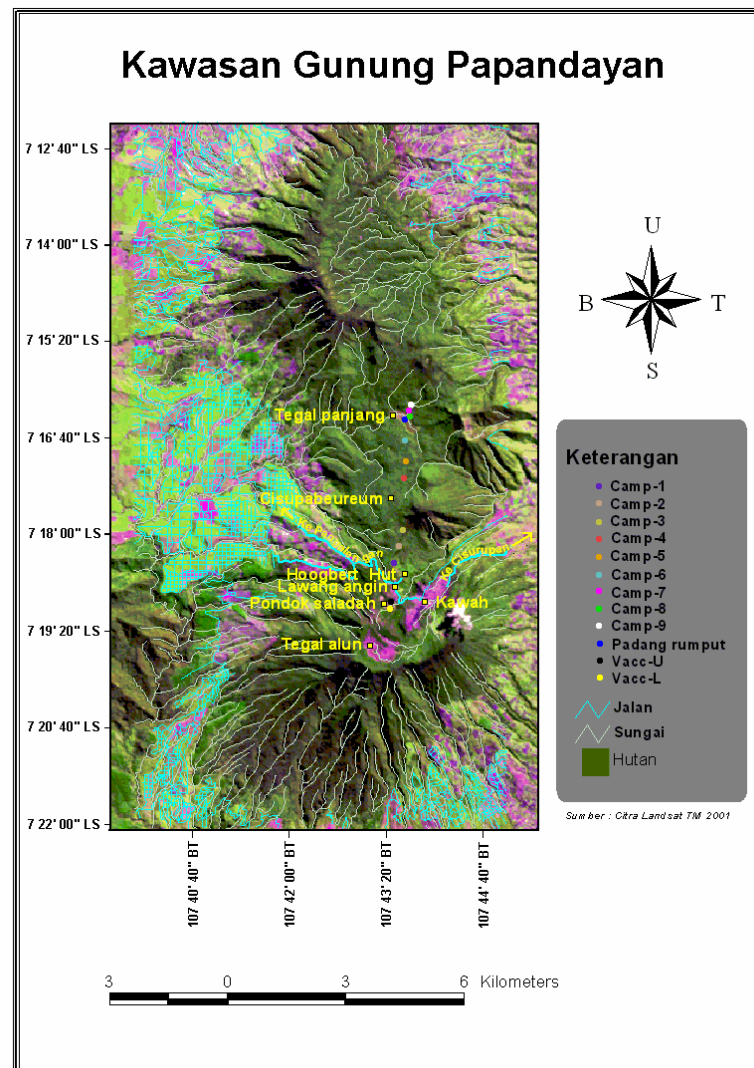 Kawasan Gunung Papandayan
7 12' 40" LS
7 14' 00" LS
7 15' 20" LS
7 16' 40" LS
7 18' 00" LS
7 19' 20" LS
7 20' 40" LS
7 22' 00" LS
Tegal panjang
Cisupabeureum
Ke Pangalengan
Ke Cisurupan
Hoogbert Hut
Lawang angin
Pondok saladah
Kawah
Tegal alun
107 40' 40" BT
107 42' 00" BT
107 43' 20" BT
107 44' 40" BT
U
B
T
S
Keterangan
Camp-1
Camp-2
Camp-3
Camp-4
Camp-5
Camp-6
Camp-7
Camp-8
Camp-9
Padang rumput
Vacc-U
Vacc-L
Jalan
Sungai
Hutan
Sumber : Citra Landsat TM 2001
3 0 3 6 Kilometers